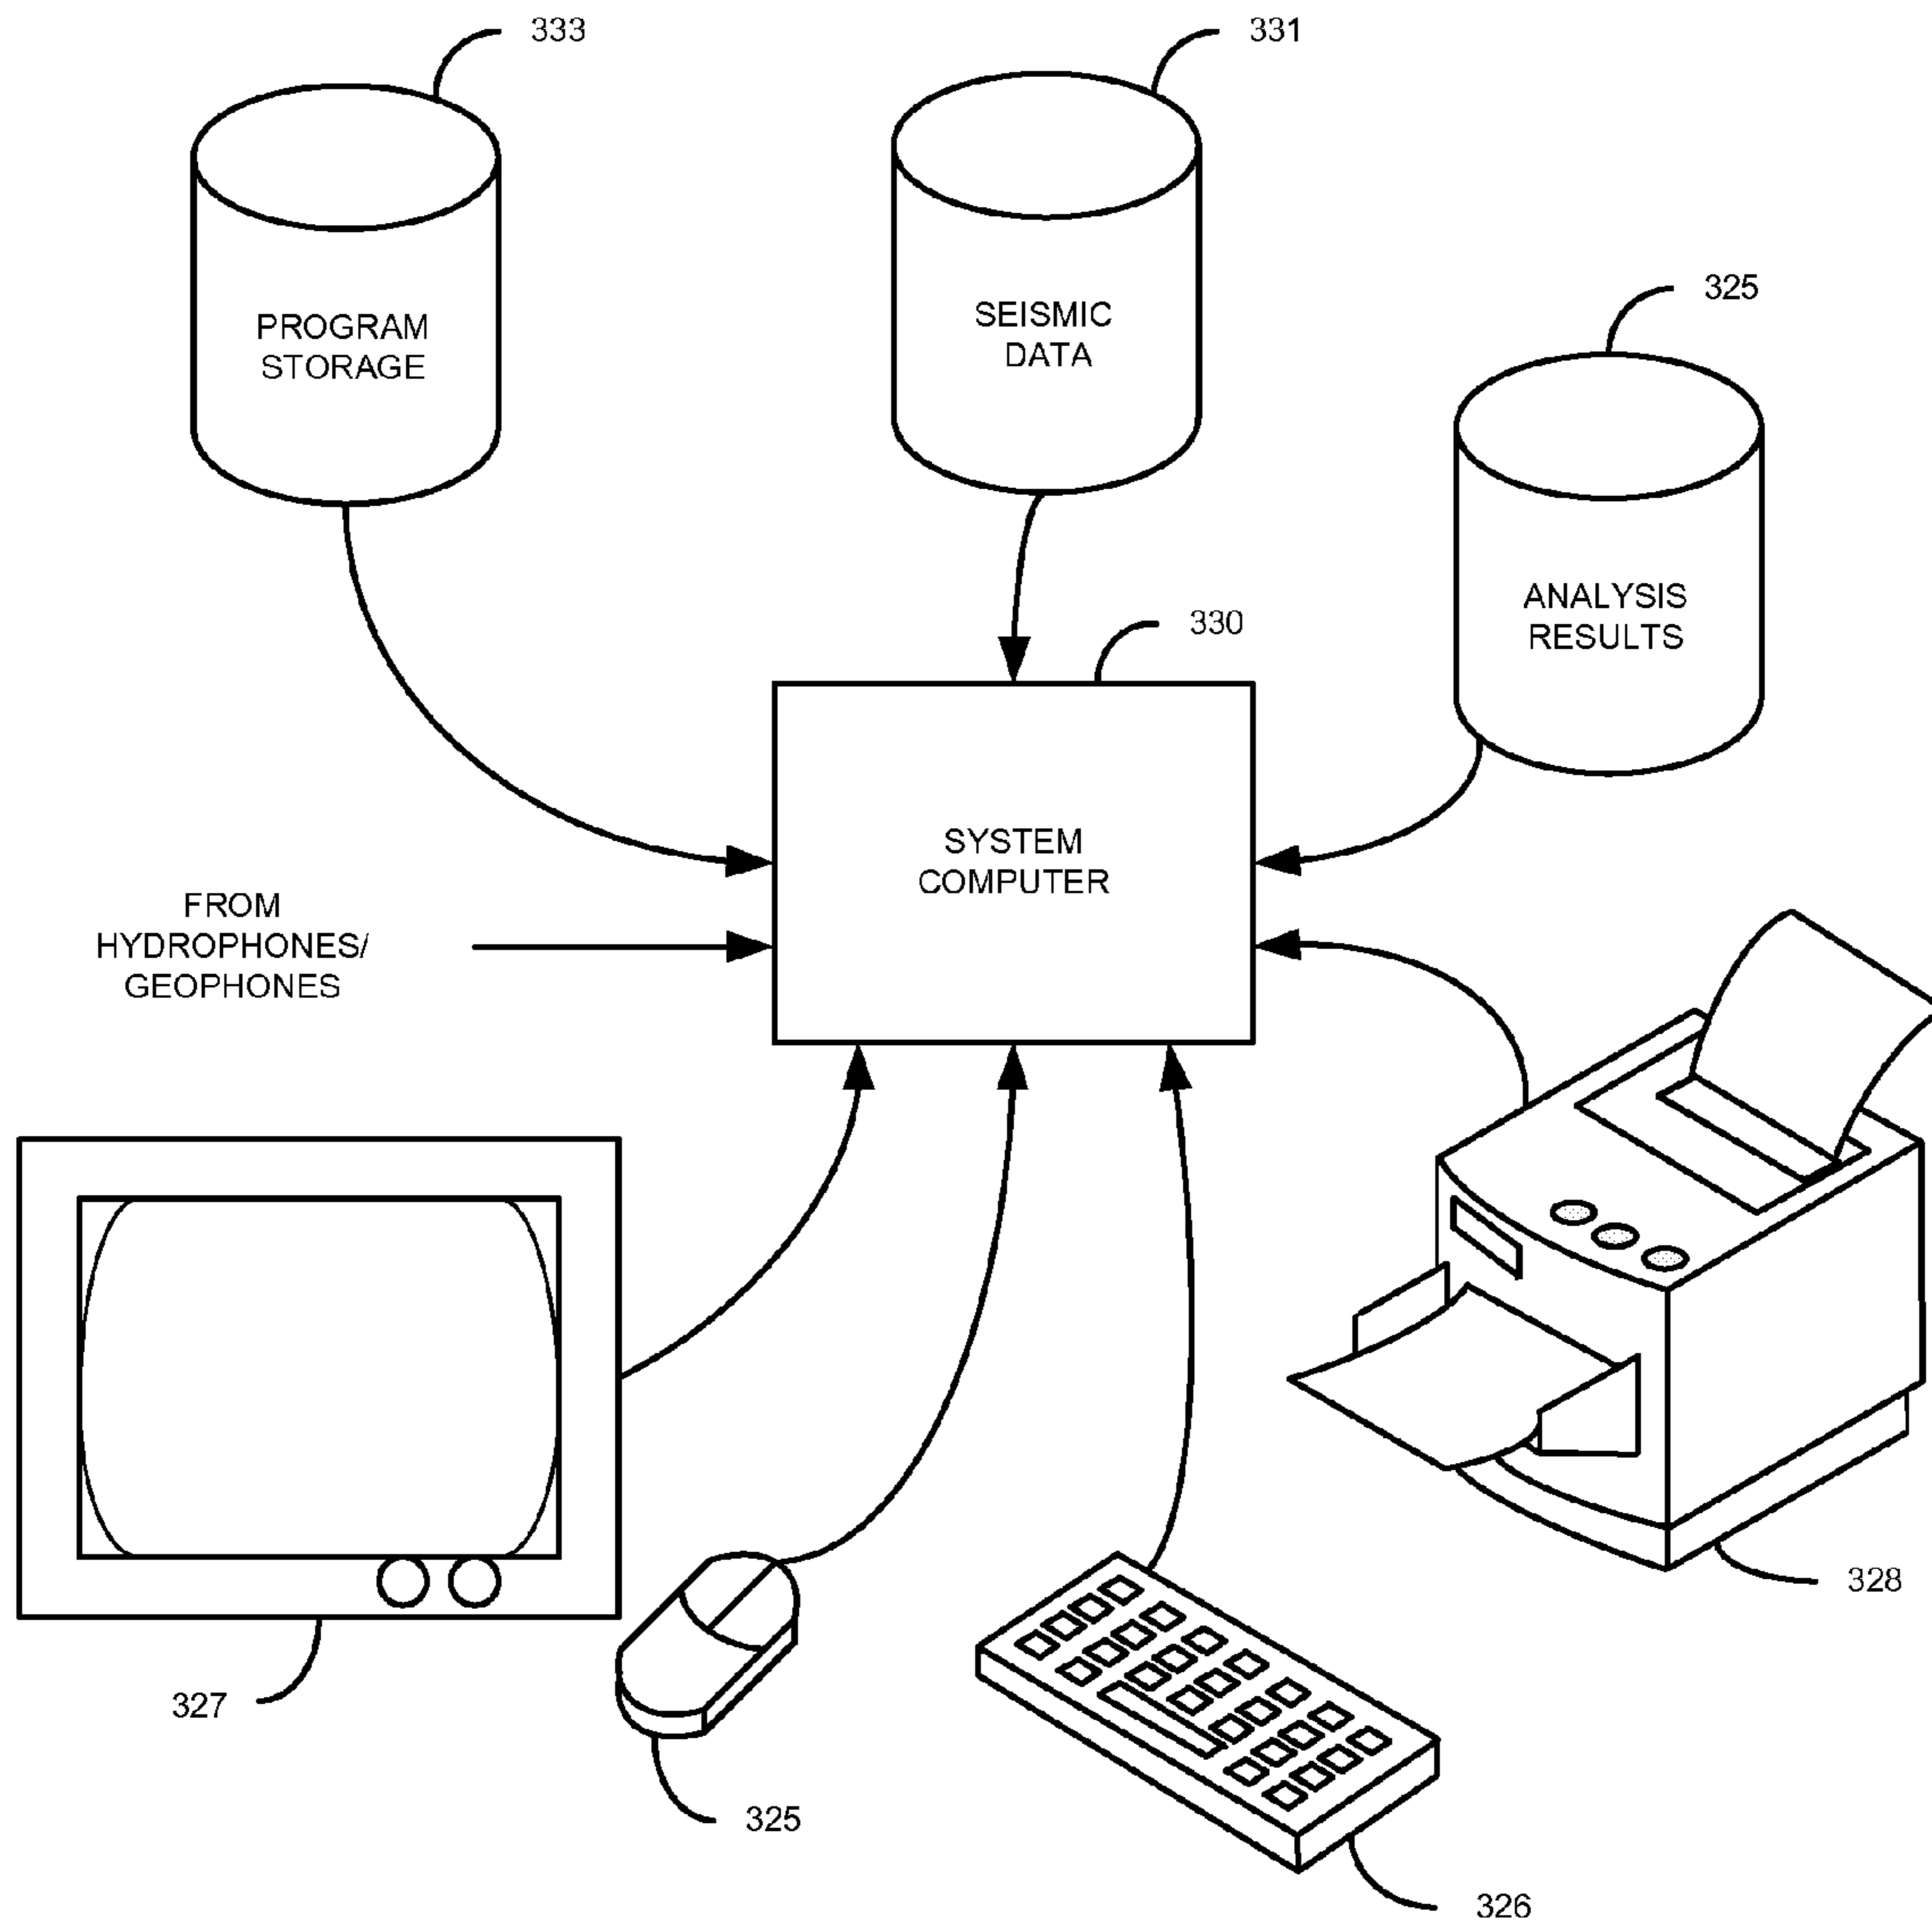 333
331
PROGRAM
STORAGE
SEISMIC
DATA
325
ANALYSIS
RESULTS
330
SYSTEM
COMPUTER
FROM
HYDROPHONES/
GEOPHONES
328
327
325
326